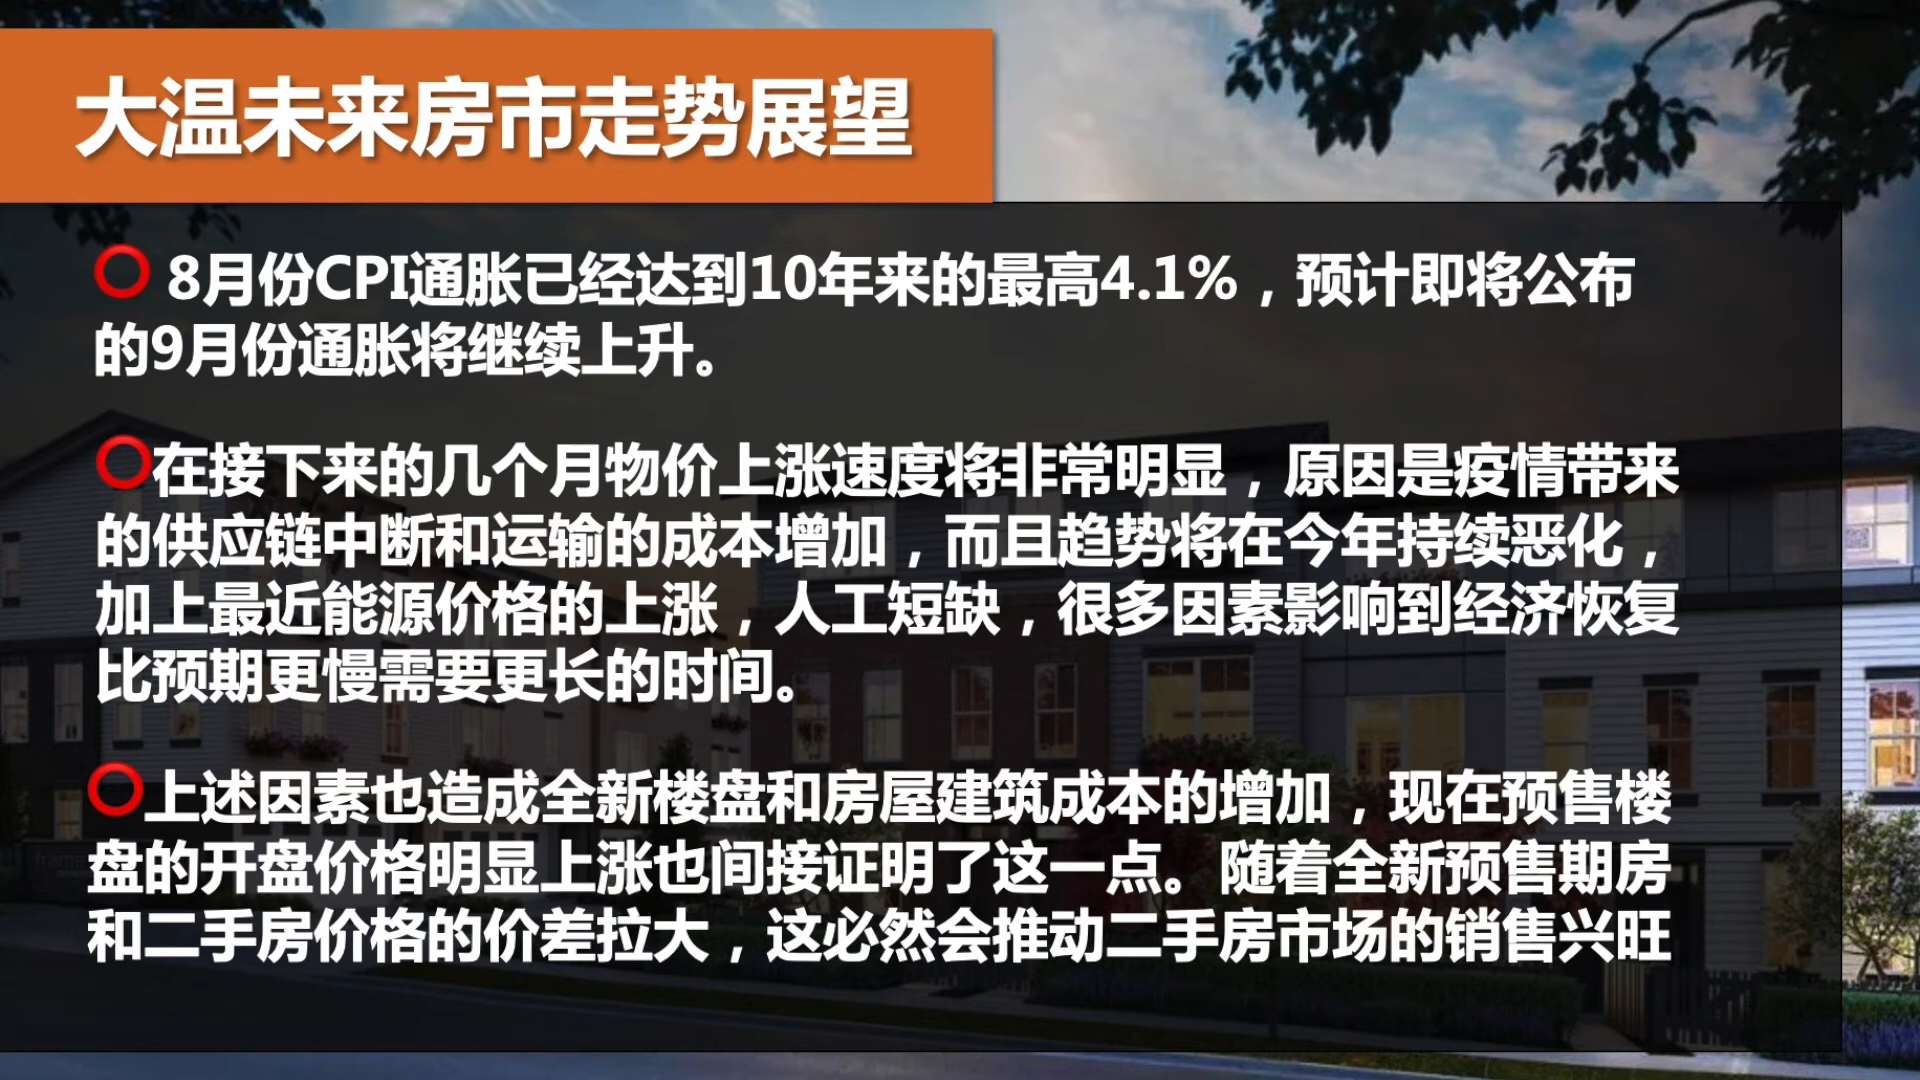 大温未来房市走势展望
8月份CPI通胀已经达到10年来的最高4.1%，预计即将公布
的9月份通胀将继续上升。
在接下来的几个月物价上涨速度将非常明显，原因是疫情带来
的供应链中断和运输的成本增加，而且趋势将在今年持续恶化，
加上最近能源价格的上涨，人工短缺，很多因素影响到经济恢复
比预期更慢需要更长的时间。
上述因素也造成全新楼盘和房屋建筑成本的增加，现在预售楼
盘的开盘价格明显上涨也间接证明了这一点。随着全新预售期房
和二手房价格的价差拉大，这必然会推动二手房市场的销售兴旺